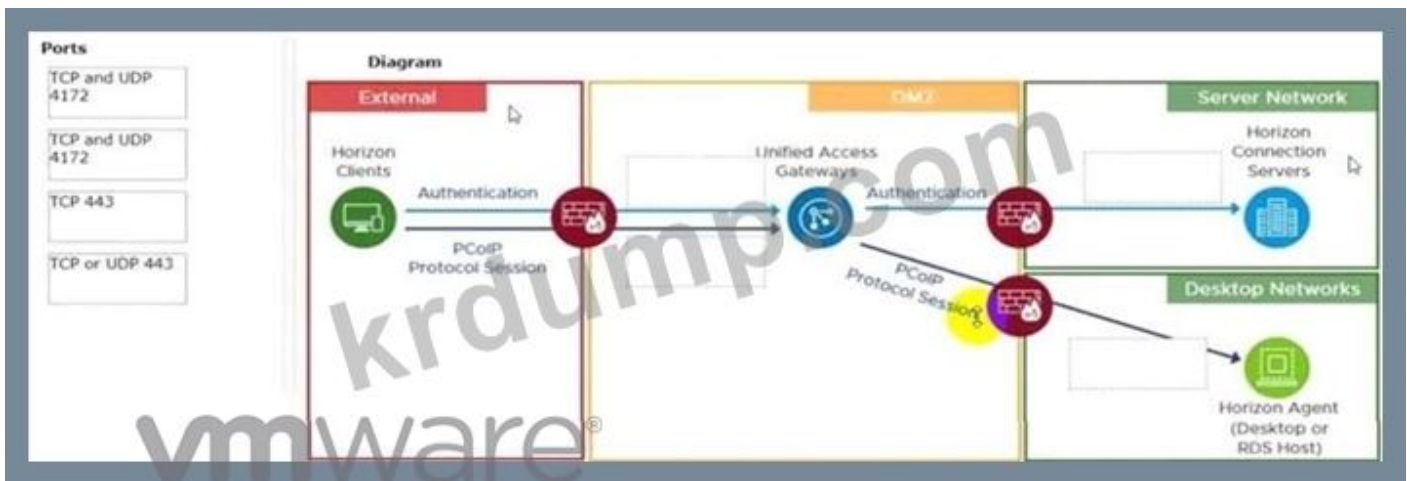 Ports
TCP and UDP
4172
TCP and UDP
4172
TCP 443
TCP or UDP 443
Diagram
External
DMZ
Server Network
Horizon
Clients
Authentication
PCoIP
Protocol Session
Unified Access
Gateways
Authentication
PCoIP
Protocol Session
Horizon
Connection
Servers
Desktop Networks
Horizon Agent
(Desktop or
RDS Host)
krdump.com
vmware®